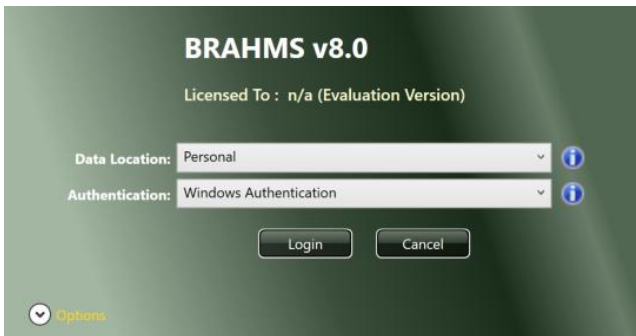 BRAHMS v8.0
Licensed To : n/a (Evaluation Version)
Data Location: Personal
Authentication: Windows Authentication
Login Cancel
Options